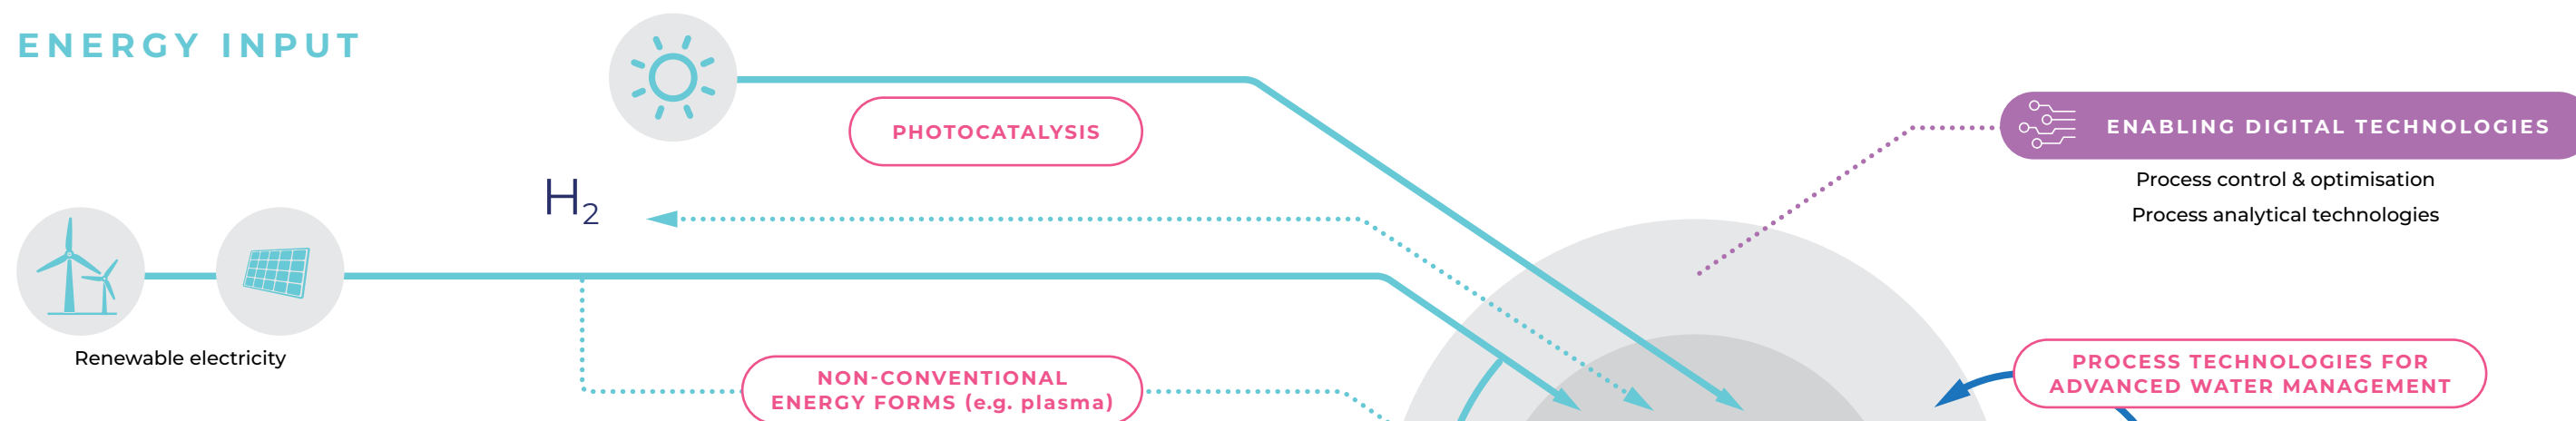 ENERGY INPUT
PHOTOCATALYSIS
ENABLING DIGITAL TECHNOLOGIES
Process control & optimisation
Process analytical technologies
H₂
Renewable electricity
NON-CONVENTIONAL
ENERGY FORMS (e.g. plasma)
PROCESS TECHNOLOGIES FOR
ADVANCED WATER MANAGEMENT